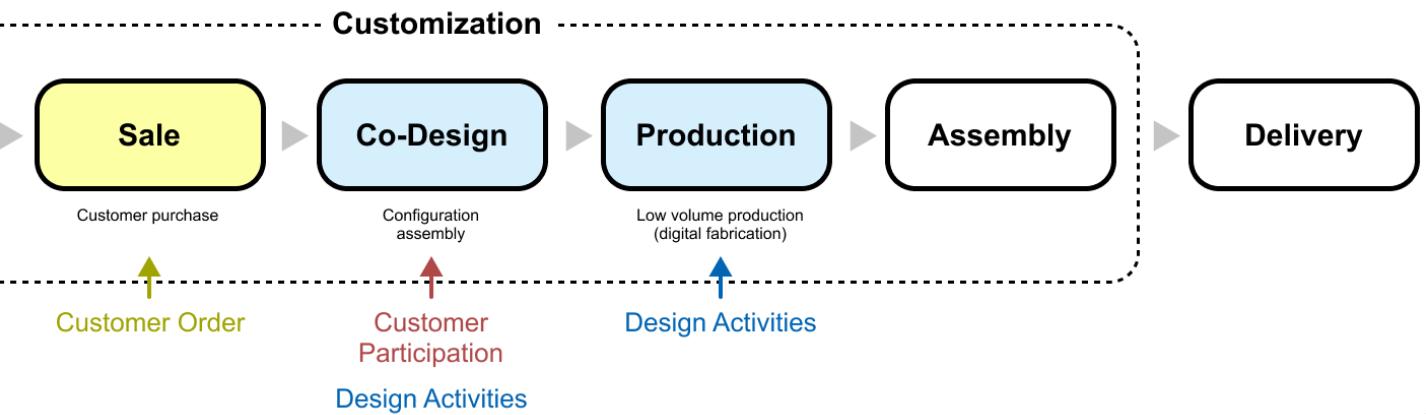 Customization
Sale
Co-Design
Production
Assembly
Delivery
Customer purchase
Configuration
assembly
Low volume production
(digital fabrication)
Customer Order
Customer
Participation
Design Activities
Design Activities